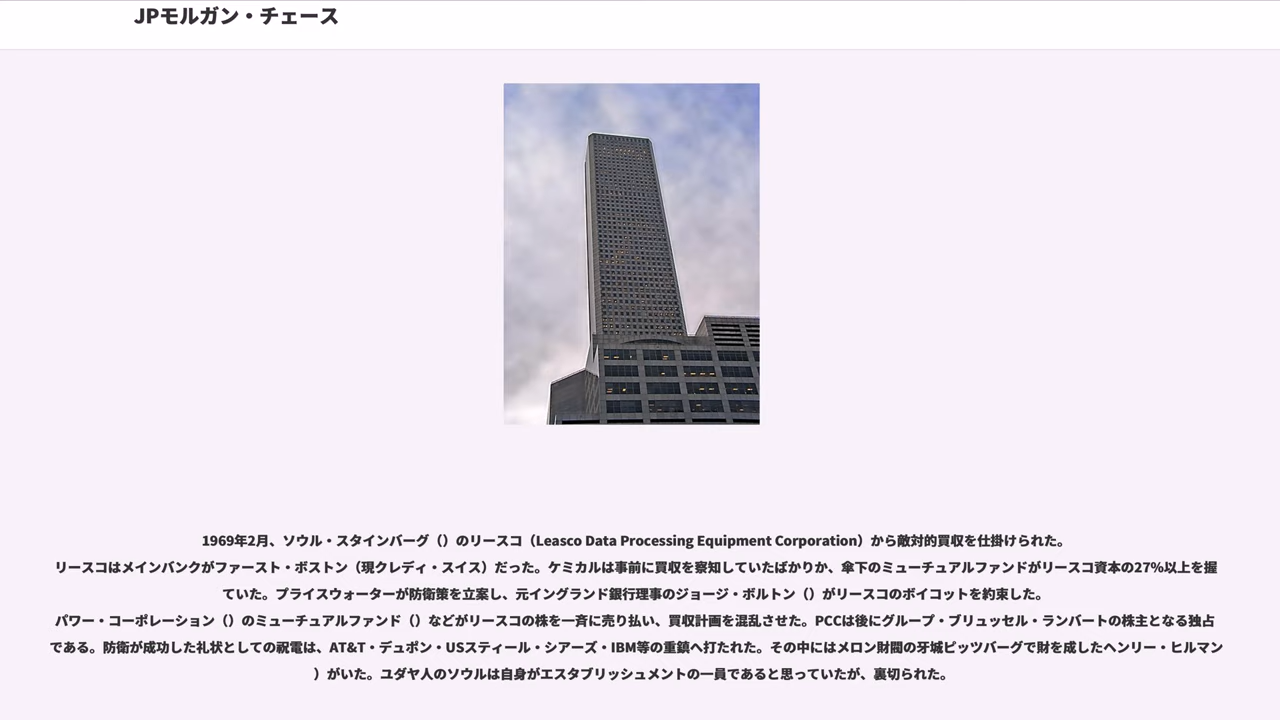 JPモルガン・チェース
1969年2月、ソウル・スタインバーグ（）のリースコ（Leasco Data Processing Equipment Corporation）から敵対的買収を仕掛けられた。
リースコはメインバンクがファースト・ボストン（現クレディ・スイス）だった。ケミカルは事前に買収を察知していたばかりか、傘下のミューチュアルファンドがリースコ資本の27%以上を握
ていた。プライスウォーターが防衛策を立案し、元イングランド銀行理事のジョージ・ボルトン（）がリースコのボイコットを約束した。
パワー・コーポレーション（）のミューチュアルファンド（）などがリースコの株を一斉に売り払い、買収計画を混乱させた。PCCは後にグループ・ブリュッセル・ランバートの株主となる独占
である。防衛が成功した礼状としての祝電は、AT&T・デュポン・USスティール・シアーズ・IBM等の重鎮へ打たれた。その中にはメロン財閥の牙城ピッツバーグで財を成したヘンリー・ヒルマン
）がいた。ユダヤ人のソウルは自身がエスタブリッシュメントの一員であると思っていたが、裏切られた。